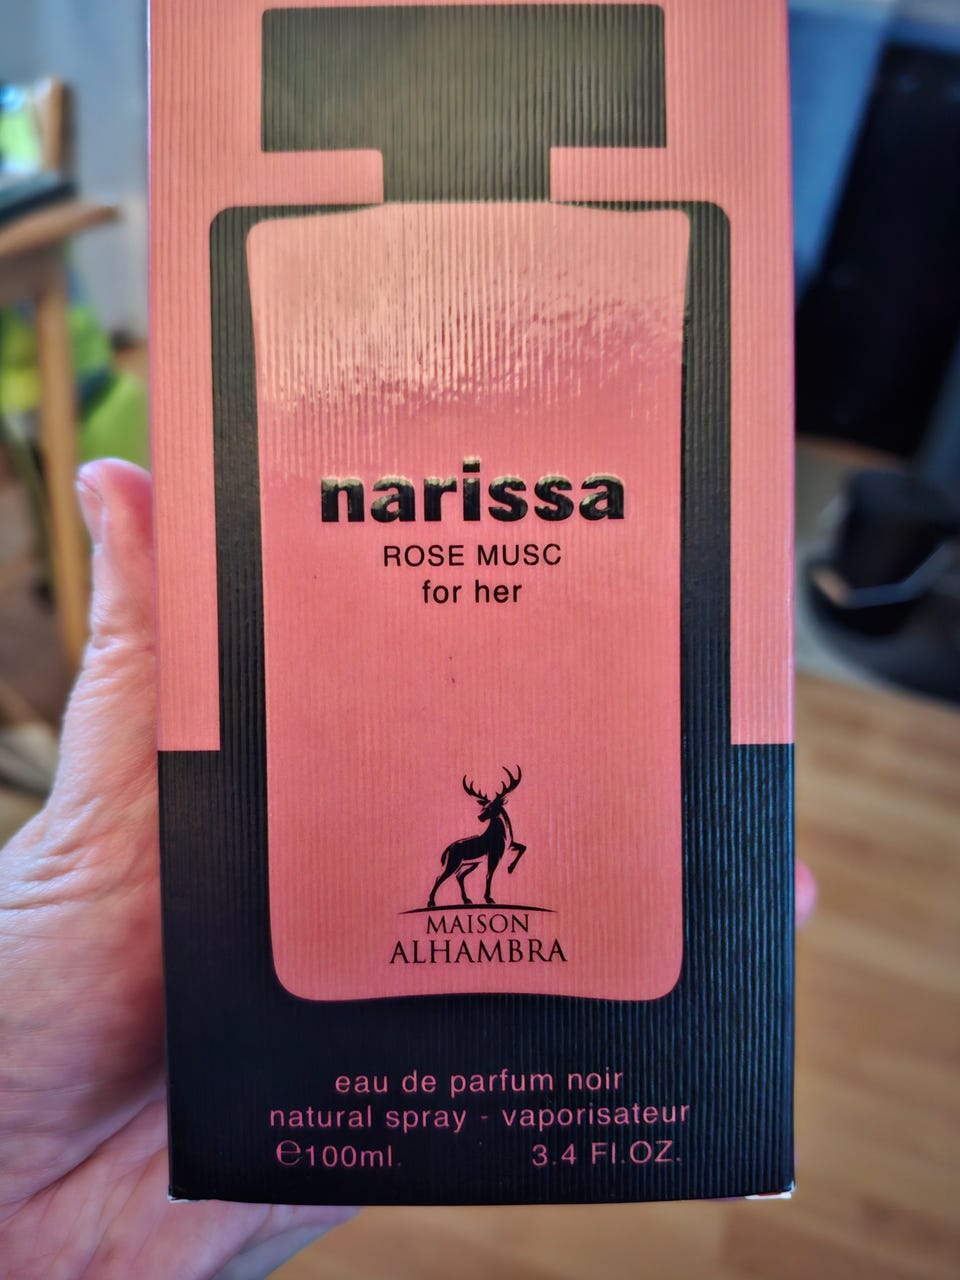 narissa
ROSE MUSC
for her
MAISON
ALHAMBRA
eau de parfum noir
natural spray - vaporisateur
℮100ml. 3.4 Fl.OZ.